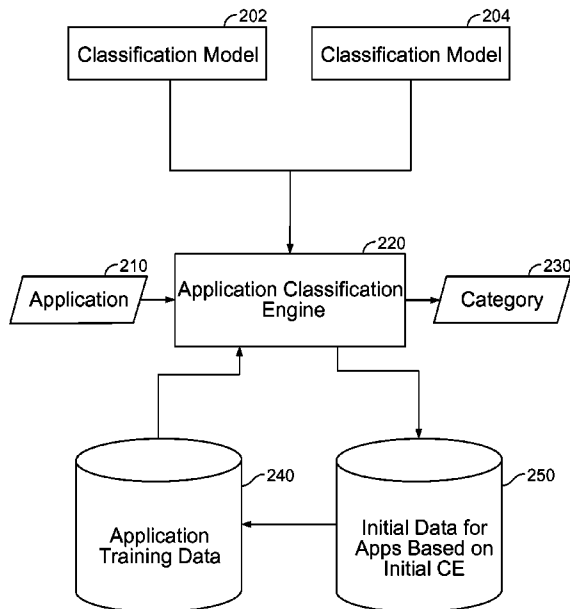 202
204
Classification Model
Classification Model
220
210
230
Application
Application Classification
Engine
Category
240
250
Application
Training Data
Initial Data for
Apps Based on
Initial CE